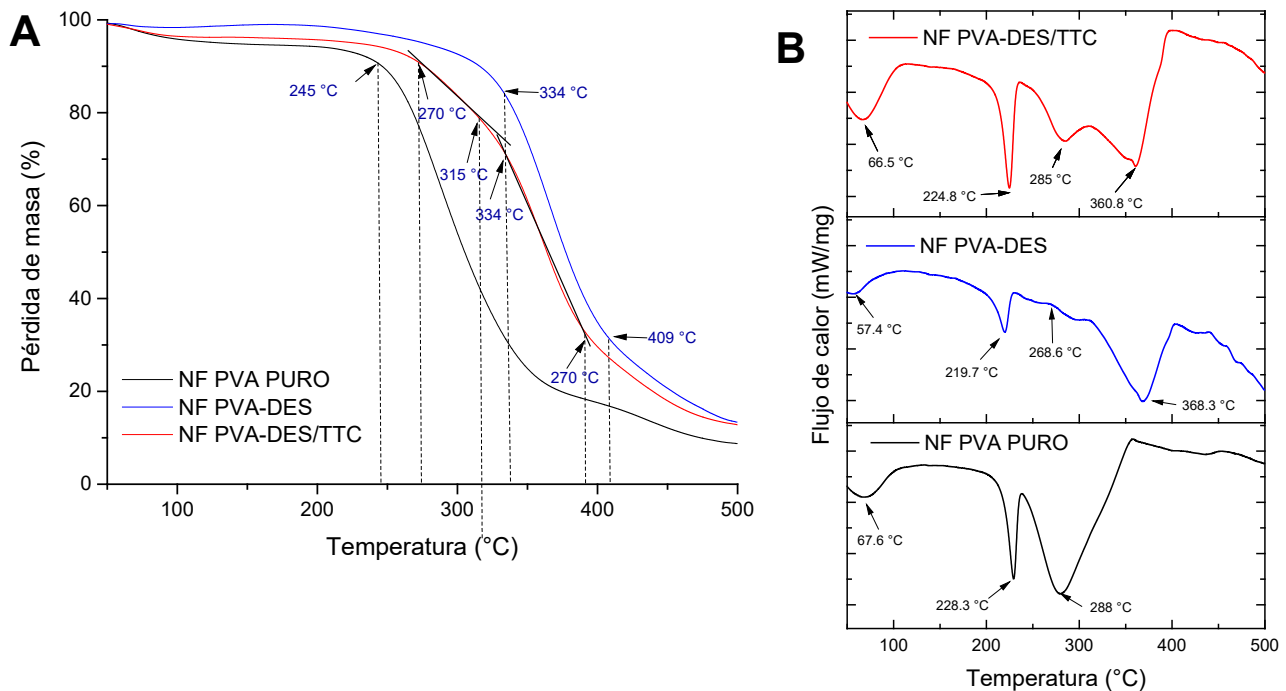 A
Pérdida de masa (%)
100
80
60
40
20
0
245 °C
270 °C
334 °C
315 °C
334 °C
409 °C
270 °C
NF PVA PURO
NF PVA-DES
NF PVA-DES/TTC
100
200
300
400
500
Temperatura (°C)
B
Flujo de calor (mW/mg)
NF PVA-DES/TTC
66.5 °C
224.8 °C
285 °C
360.8 °C
NF PVA-DES
57.4 °C
219.7 °C
268.6 °C
368.3 °C
NF PVA PURO
67.6 °C
228.3 °C
288 °C
100
200
300
400
500
Temperatura (°C)